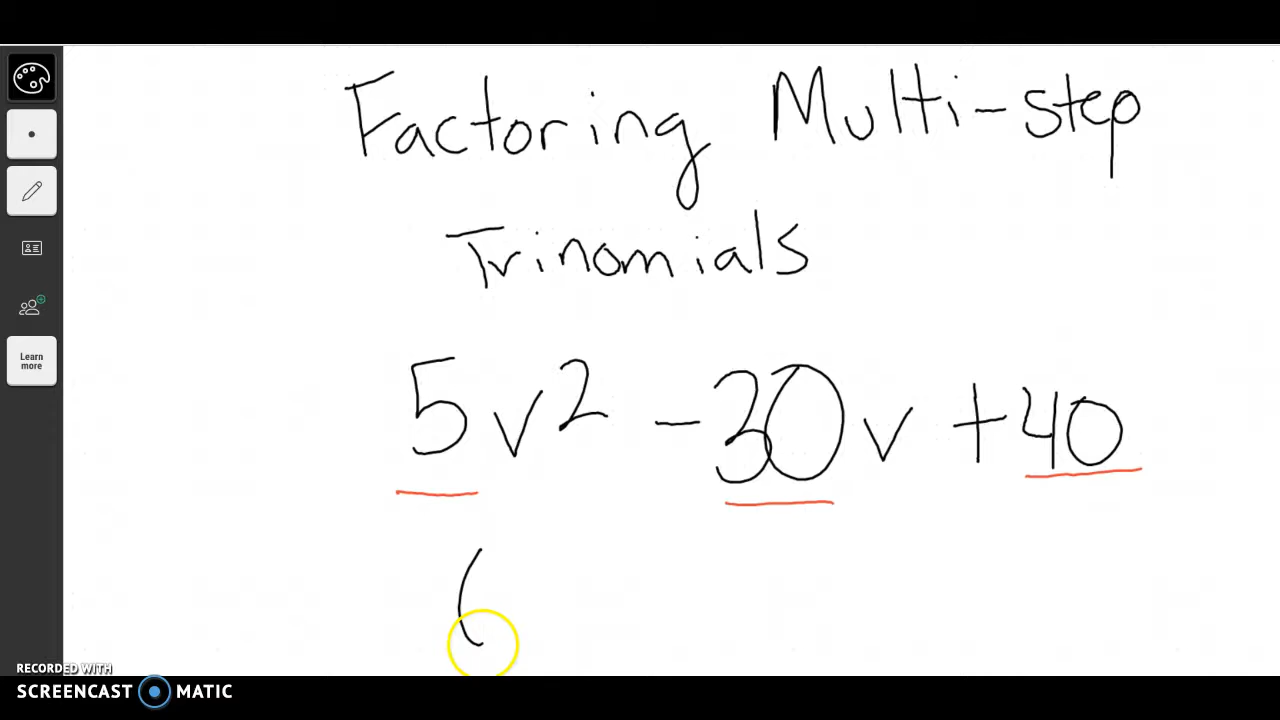 Factoring Multi-step
Trinomials
5v² - 30v + 40
(
Learn
more
RECORDED WITH
SCREENCAST MATIC